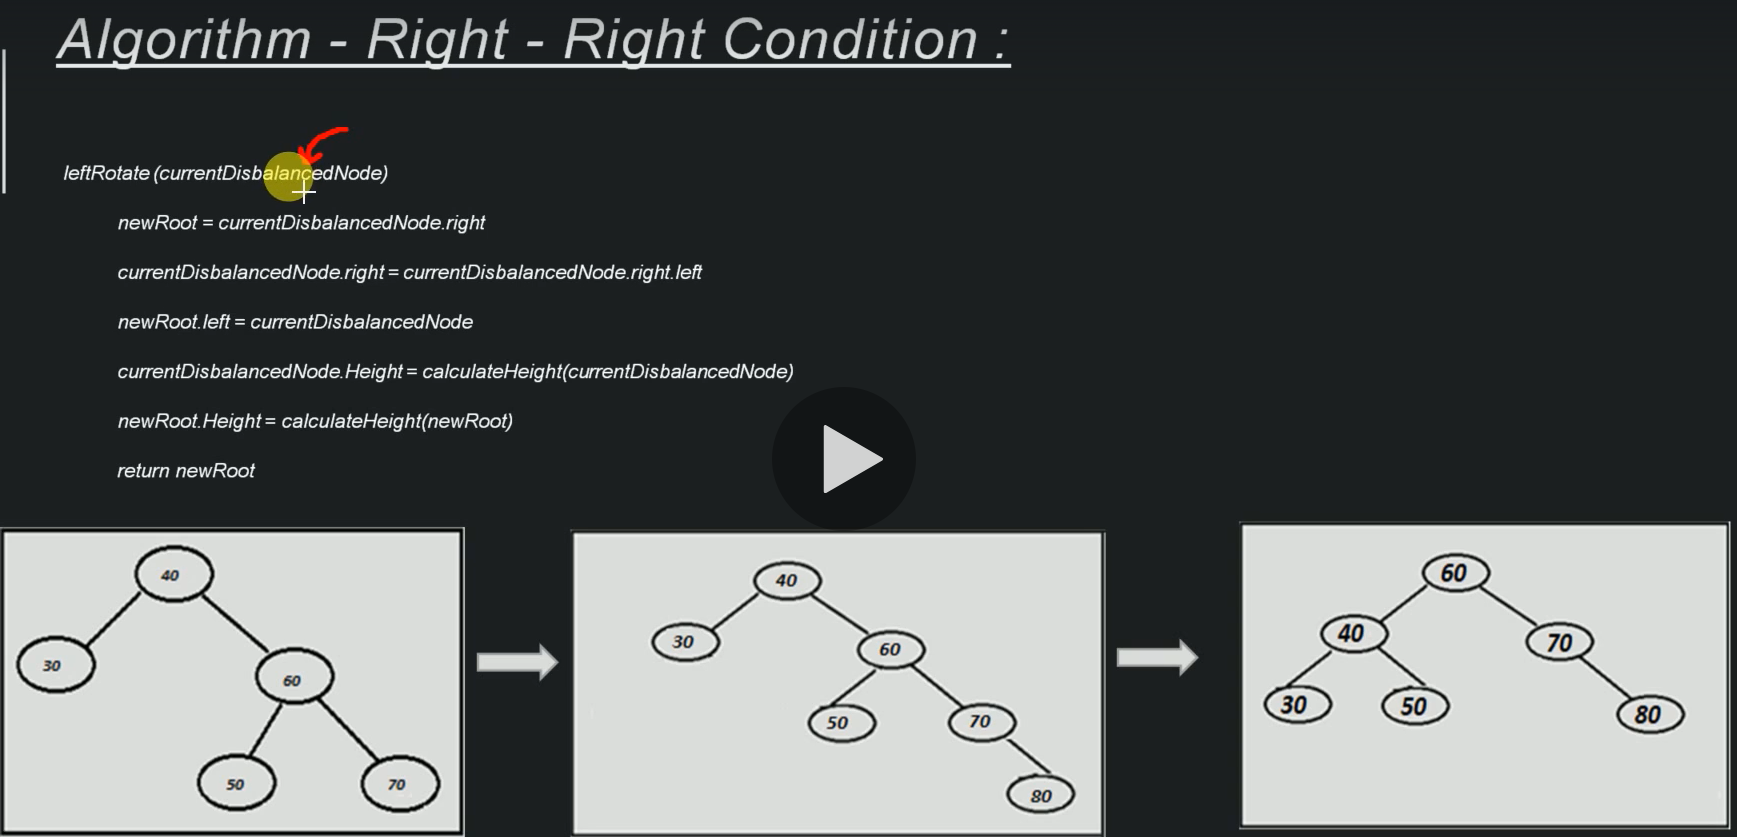 Algorithm - Right - Right Condition :
leftRotate (currentDisbalancedNode)
newRoot = currentDisbalancedNode.right
currentDisbalancedNode.right = currentDisbalancedNode.right.left
newRoot.left = currentDisbalancedNode
currentDisbalancedNode.Height = calculateHeight(currentDisbalancedNode)
newRoot.Height = calculateHeight(newRoot)
return newRoot
40
30
60
50
70
40
30
60
50
70
80
60
40
70
30
50
80